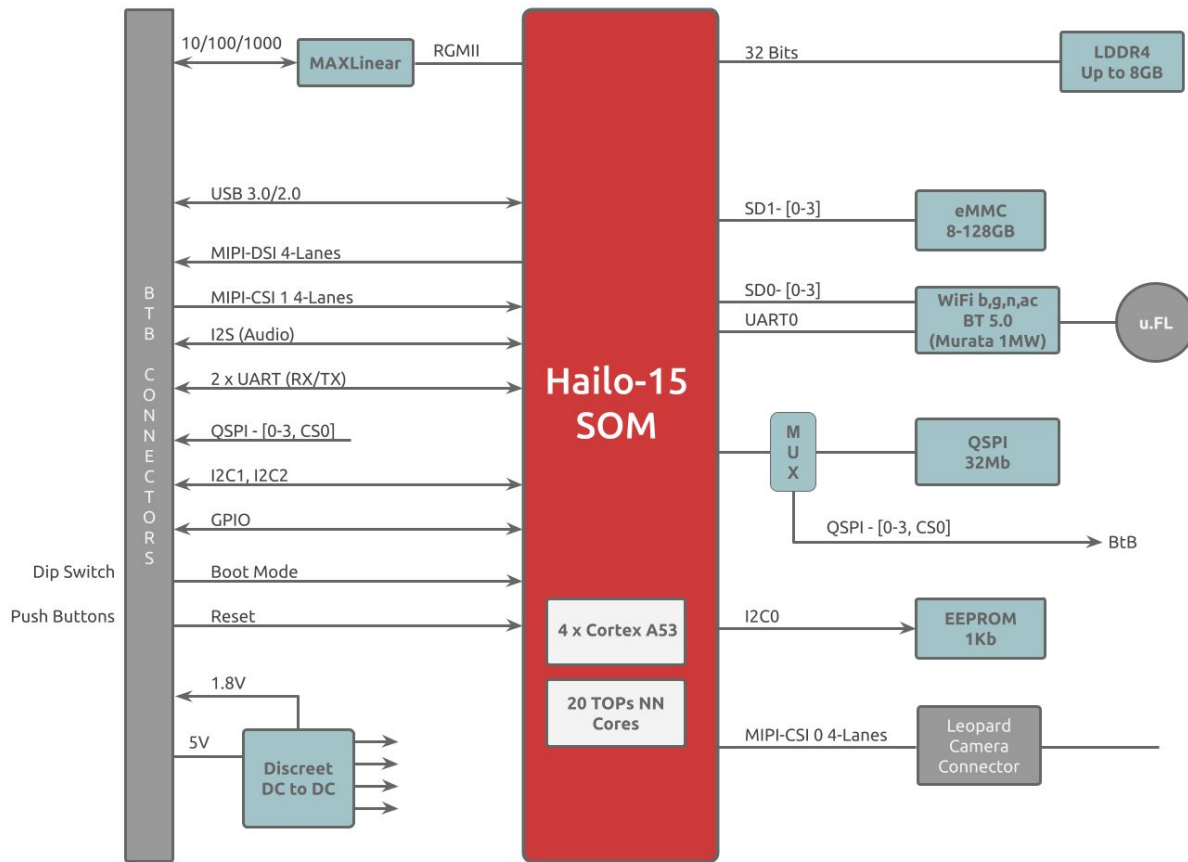 10/100/1000
MAXLinear
RGMII
32 Bits
LDDR4
Up to 8GB
USB 3.0/2.0
SD1- [0-3]
eMMC
8-128GB
MIPI-DSI 4-Lanes
MIPI-CSI 1 4-Lanes
SD0- [0-3]
WiFi b,g,n,ac
BT 5.0
(Murata 1MW)
u.FL
I2S (Audio)
UART0
BTB CONNECTORS
2 x UART (RX/TX)
Hailo-15
SOM
QSPI - [0-3, CS0]
MUX
QSPI
32Mb
I2C1, I2C2
GPIO
QSPI - [0-3, CS0]
BtB
Dip Switch
Boot Mode
Push Buttons
Reset
4 x Cortex A53
I2C0
EEPROM
1Kb
1.8V
20 TOPs NN
Cores
5V
Discreet
DC to DC
MIPI-CSI 0 4-Lanes
Leopard
Camera
Connector